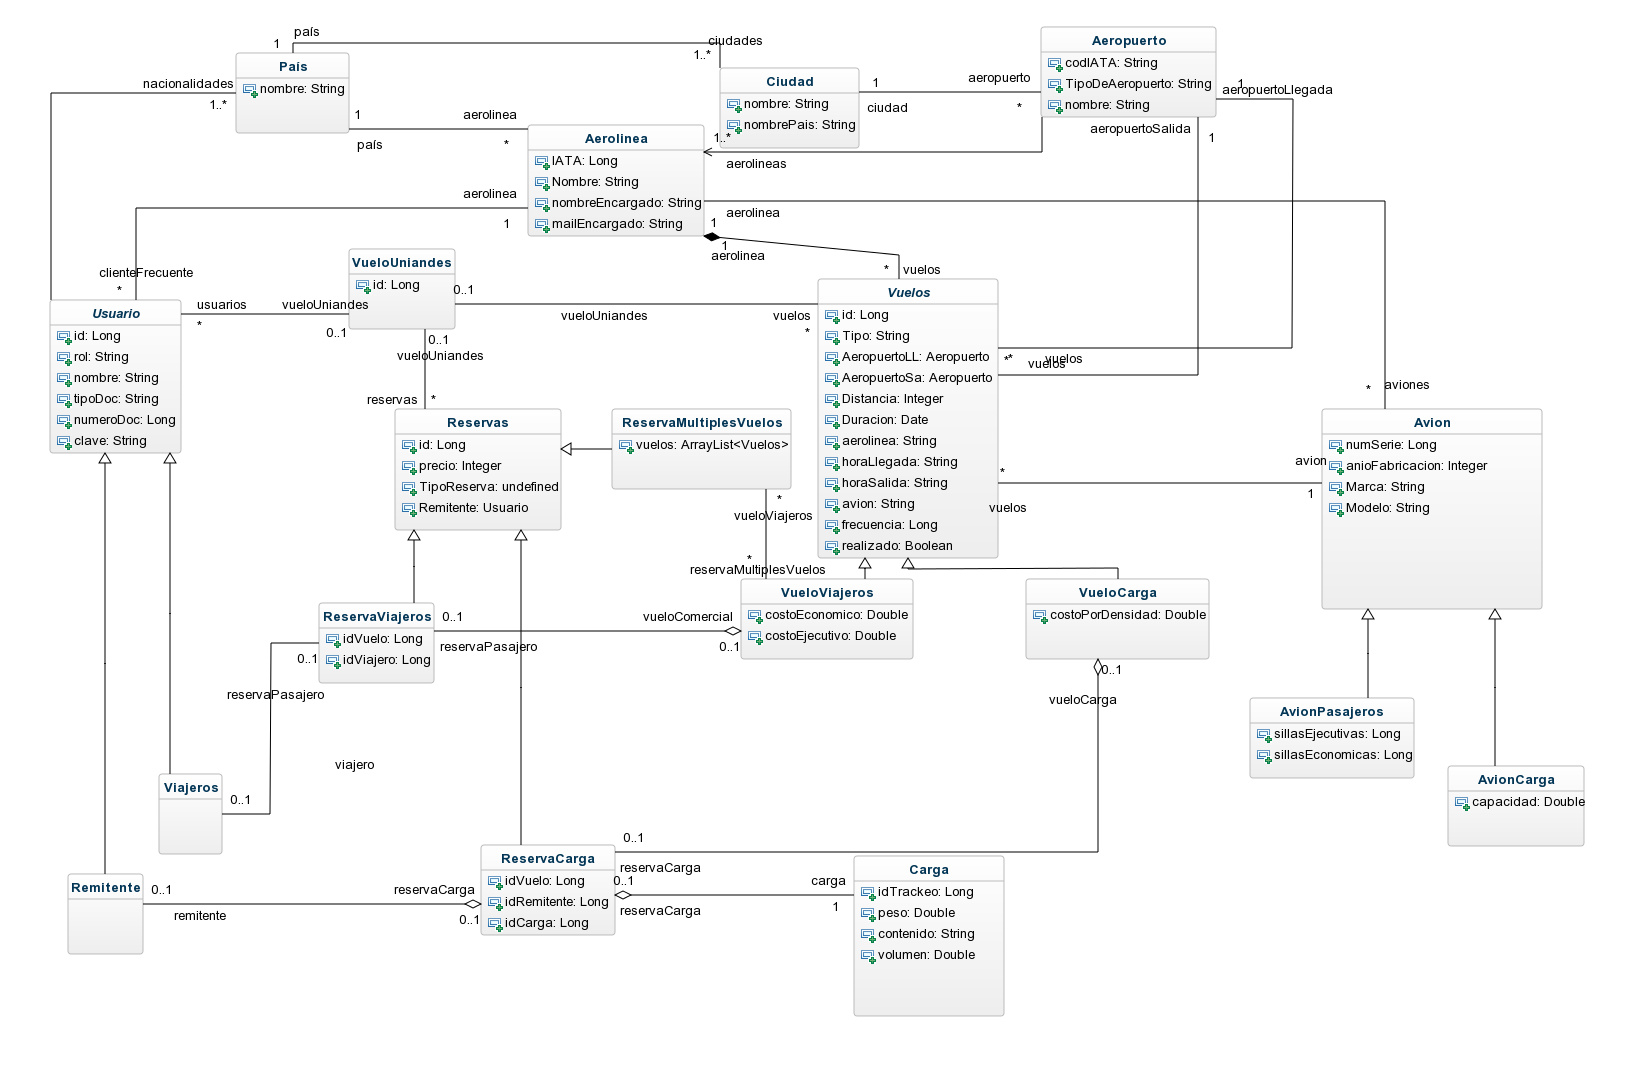 país
1
ciudades
1..*
País
nombre: String
nacionalidades
1..*
1
país
aerolinea
*
Ciudad
nombre: String
nombrePais: String
1
ciudad
aeropuerto
*
Aeropuerto
codIATA: String
TipoDeAeropuerto: String
nombre: String
1
aeropuertoLlegada
aeropuertoSalida
1
Aerolinea
IATA: Long
Nombre: String
nombreEncargado: String
mailEncargado: String
1..*
aerolineas
aerolinea
1
aerolinea
1
1
aerolinea
*
vuelos
clienteFrecuente
*
VueloUniandes
id: Long
0..1
vueloUniandes
vuelos
*
Usuario
id: Long
rol: String
nombre: String
tipoDoc: String
numeroDoc: Long
clave: String
usuarios
*
vueloUniandes
0..1
0..1
vueloUniandes
reservas
*
Vuelos
id: Long
Tipo: String
AeropuertoLL: Aeropuerto
AeropuertoSa: Aeropuerto
Distancia: Integer
Duracion: Date
aerolinea: String
horaLlegada: String
horaSalida: String
avion: String
frecuencia: Long
realizado: Boolean
*
*
vuelos
vuelos
*
aviones
Reservas
id: Long
precio: Integer
TipoReserva: undefined
Remitente: Usuario
ReservaMultiplesVuelos
vuelos: ArrayList<Vuelos>
*
vueloViajeros
*
reservaMultiplesVuelos
*
vuelos
avion
1
Avion
numSerie: Long
anioFabricacion: Integer
Marca: String
Modelo: String
VueloViajeros
costoEconomico: Double
costoEjecutivo: Double
VueloCarga
costoPorDensidad: Double
ReservaViajeros
idVuelo: Long
idViajero: Long
0..1
reservaPasajero
vueloComercial
0..1
0..1
reservaPasajero
0..1
vueloCarga
AvionPasajeros
sillasEjecutivas: Long
sillasEconomicas: Long
viajero
Viajeros
0..1
AvionCarga
capacidad: Double
0..1
reservaCarga
ReservaCarga
idVuelo: Long
idRemitente: Long
idCarga: Long
0..1
reservaCarga
carga
1
Carga
idTrackeo: Long
peso: Double
contenido: String
volumen: Double
Remitente
0..1
remitente
reservaCarga
0..1